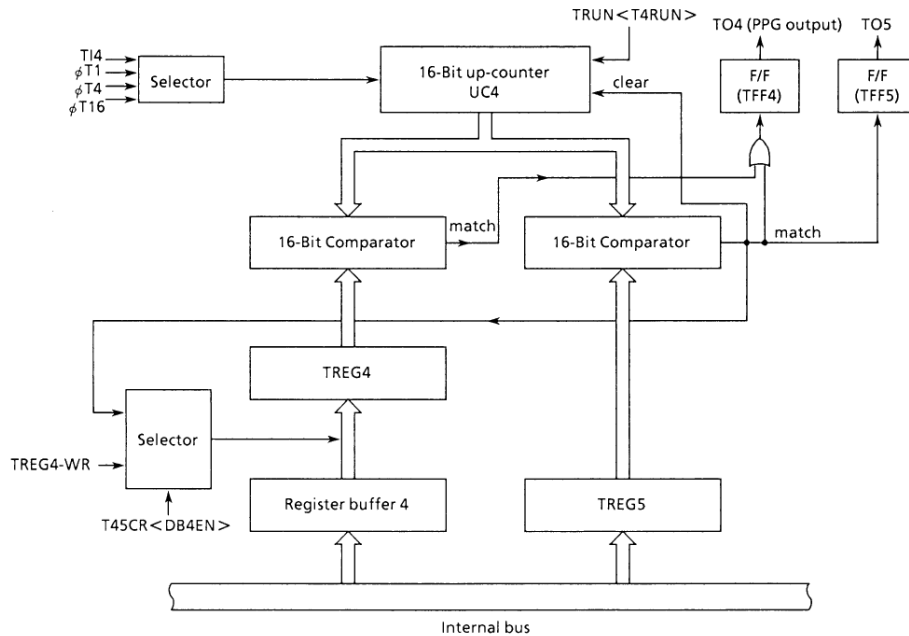 TRUN<T4RUN>
TO4 (PPG output)
TO5
TI4
φT1
φT4
φT16
Selector
16-Bit up-counter
UC4
clear
F/F
(TFF4)
F/F
(TFF5)
16-Bit Comparator
match
16-Bit Comparator
match
TREG4
Selector
TREG4-WR
T45CR<DB4EN>
Register buffer 4
TREG5
Internal bus